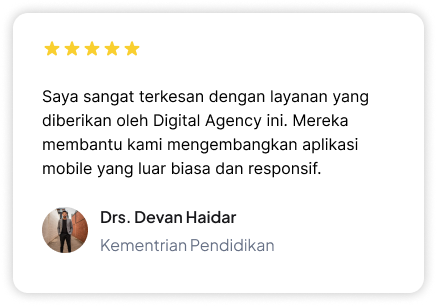 Saya sangat terkesan dengan layanan yang
diberikan oleh Digital Agency ini. Mereka
membantu kami mengembangkan aplikasi
mobile yang luar biasa dan responsif.
Drs. Devan Haidar
Kementrian Pendidikan